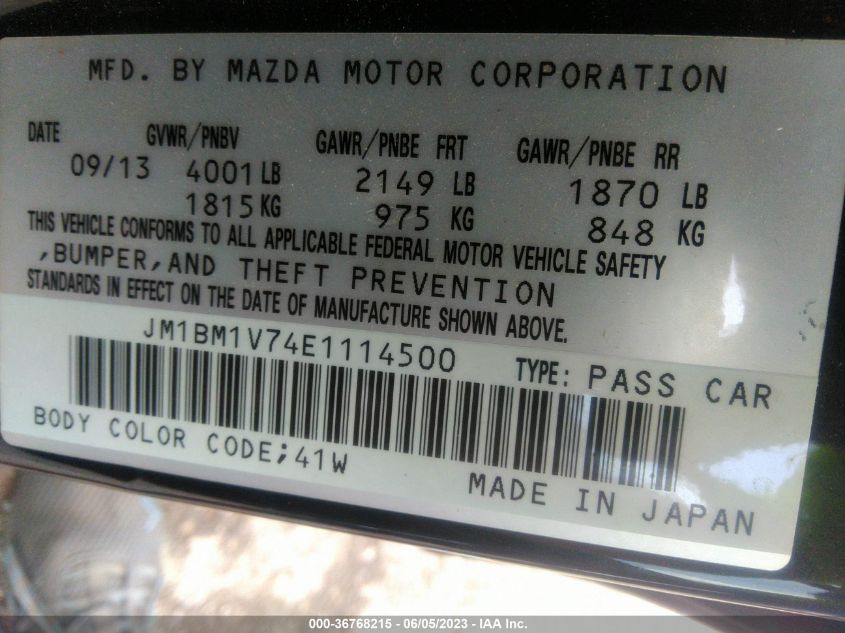 MFD. BY MAZDA MOTOR CORPORATION
DATE GVWR/PNBV GAWR/PNBE FRT GAWR/PNBE RR
09/13 4001 LB 2149 LB 1870 LB
1815 KG 975 KG 848 KG
THIS VEHICLE CONFORMS TO ALL APPLICABLE FEDERAL MOTOR VEHICLE SAFETY
,BUMPER,AND THEFT PREVENTION
STANDARDS IN EFFECT ON THE DATE OF MANUFACTURE SHOWN ABOVE.
JM1BM1V74E1114500 TYPE: PASS CAR
BODY COLOR CODE;41W
MADE IN JAPAN
000-36768215 - 06/05/2023 - IAA Inc.